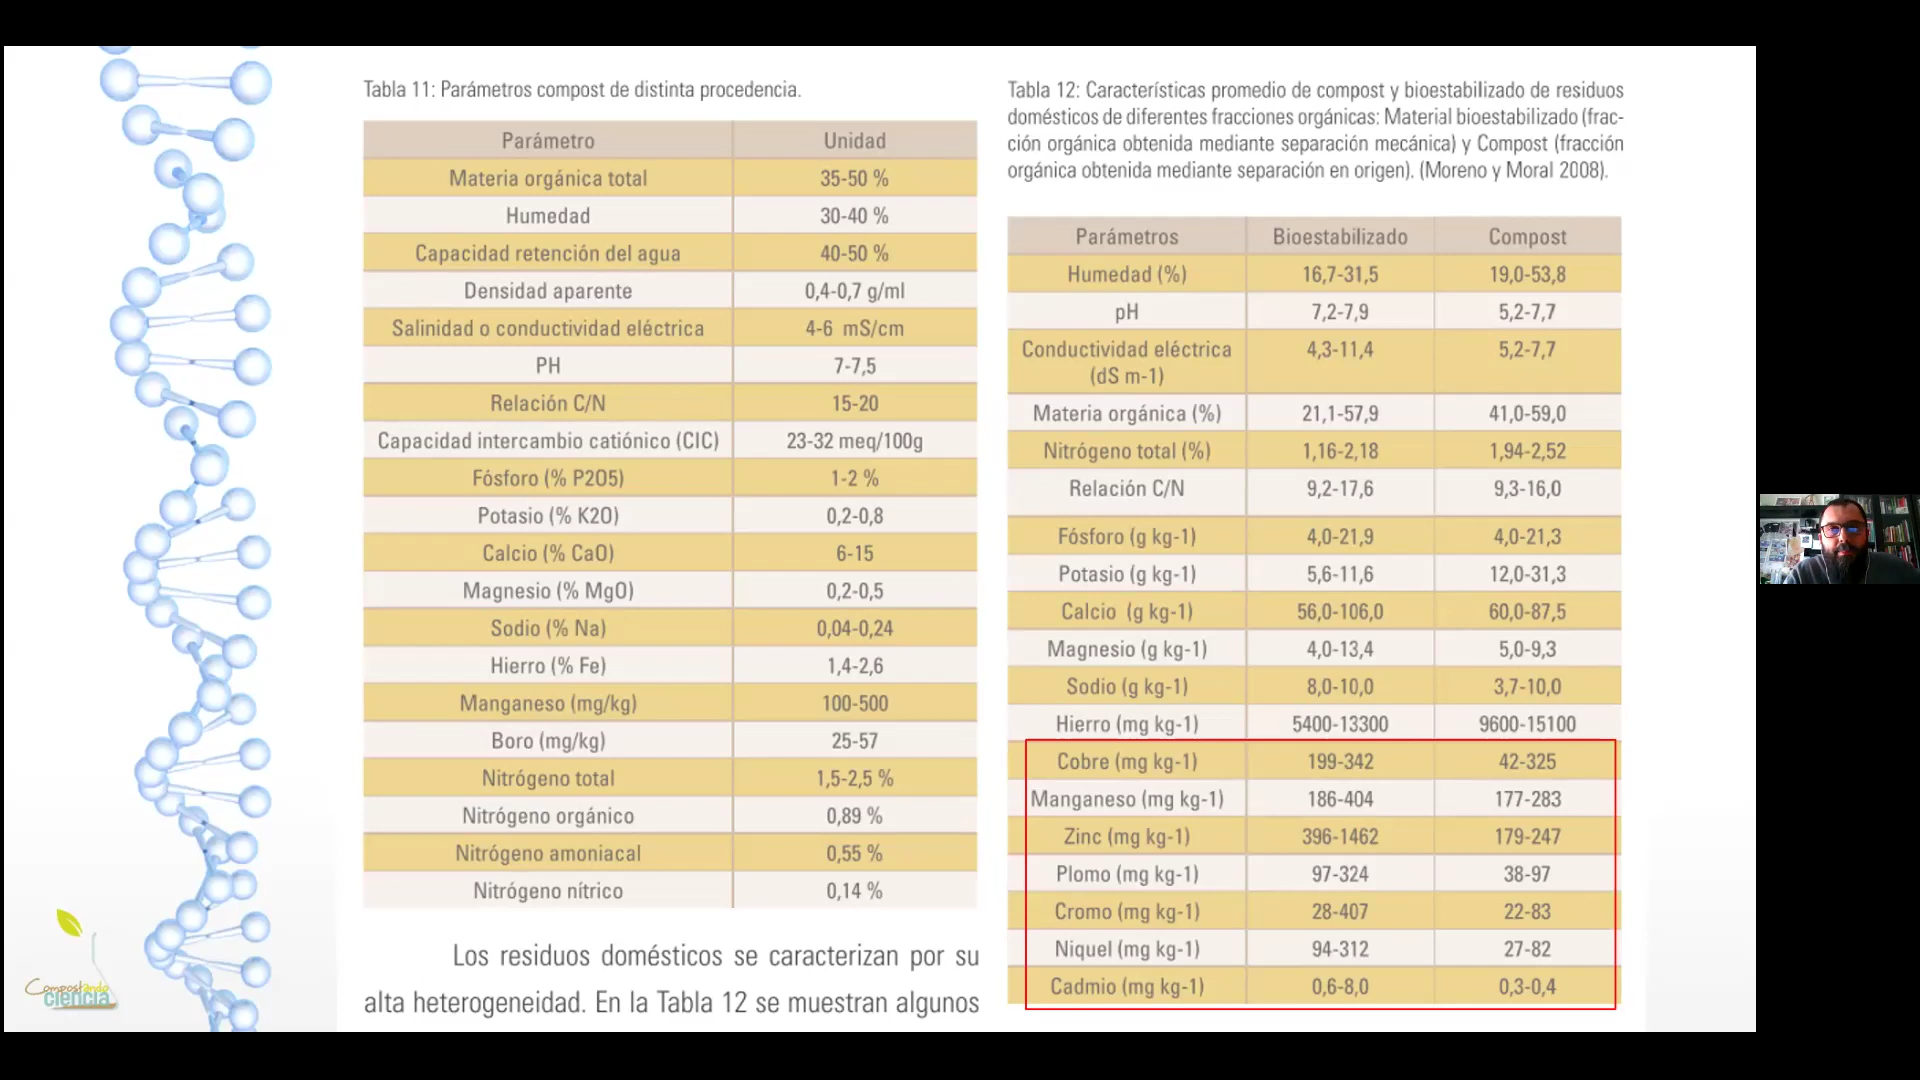 Tabla 11: Parámetros compost de distinta procedencia.
Parámetro Unidad
Materia orgánica total 35-50 %
Humedad 30-40 %
Capacidad retención del agua 40-50 %
Densidad aparente 0,4-0,7 g/ml
Salinidad o conductividad eléctrica 4-6 mS/cm
PH 7-7,5
Relación C/N 15-20
Capacidad intercambio catiónico (CIC) 23-32 meq/100g
Fósforo (% P2O5) 1-2 %
Potasio (% K2O) 0,2-0,8
Calcio (% CaO) 6-15
Magnesio (% MgO) 0,2-0,5
Sodio (% Na) 0,04-0,24
Hierro (% Fe) 1,4-2,6
Manganeso (mg/kg) 100-500
Boro (mg/kg) 25-57
Nitrógeno total 1,5-2,5 %
Nitrógeno orgánico 0,89 %
Nitrógeno amoniacal 0,55 %
Nitrógeno nítrico 0,14 %
Los residuos domésticos se caracterizan por su
alta heterogeneidad. En la Tabla 12 se muestran algunos
Tabla 12: Características promedio de compost y bioestabilizado de residuos
domésticos de diferentes fracciones orgánicas: Material bioestabilizado (frac-
ción orgánica obtenida mediante separación mecánica) y Compost (fracción
orgánica obtenida mediante separación en origen). (Moreno y Moral 2008).
Parámetros Bioestabilizado Compost
Humedad (%) 16,7-31,5 19,0-53,8
pH 7,2-7,9 5,2-7,7
Conductividad eléctrica 4,3-11,4 5,2-7,7
(dS m-1)
Materia orgánica (%) 21,1-57,9 41,0-59,0
Nitrógeno total (%) 1,16-2,18 1,94-2,52
Relación C/N 9,2-17,6 9,3-16,0
Fósforo (g kg-1) 4,0-21,9 4,0-21,3
Potasio (g kg-1) 5,6-11,6 12,0-31,3
Calcio (g kg-1) 56,0-106,0 60,0-87,5
Magnesio (g kg-1) 4,0-13,4 5,0-9,3
Sodio (g kg-1) 8,0-10,0 3,7-10,0
Hierro (mg kg-1) 5400-13300 9600-15100
Cobre (mg kg-1) 199-342 42-325
Manganeso (mg kg-1) 186-404 177-283
Zinc (mg kg-1) 396-1462 179-247
Plomo (mg kg-1) 97-324 38-97
Cromo (mg kg-1) 28-407 22-83
Niquel (mg kg-1) 94-312 27-82
Cadmio (mg kg-1) 0,6-8,0 0,3-0,4
Compostando
ciencia